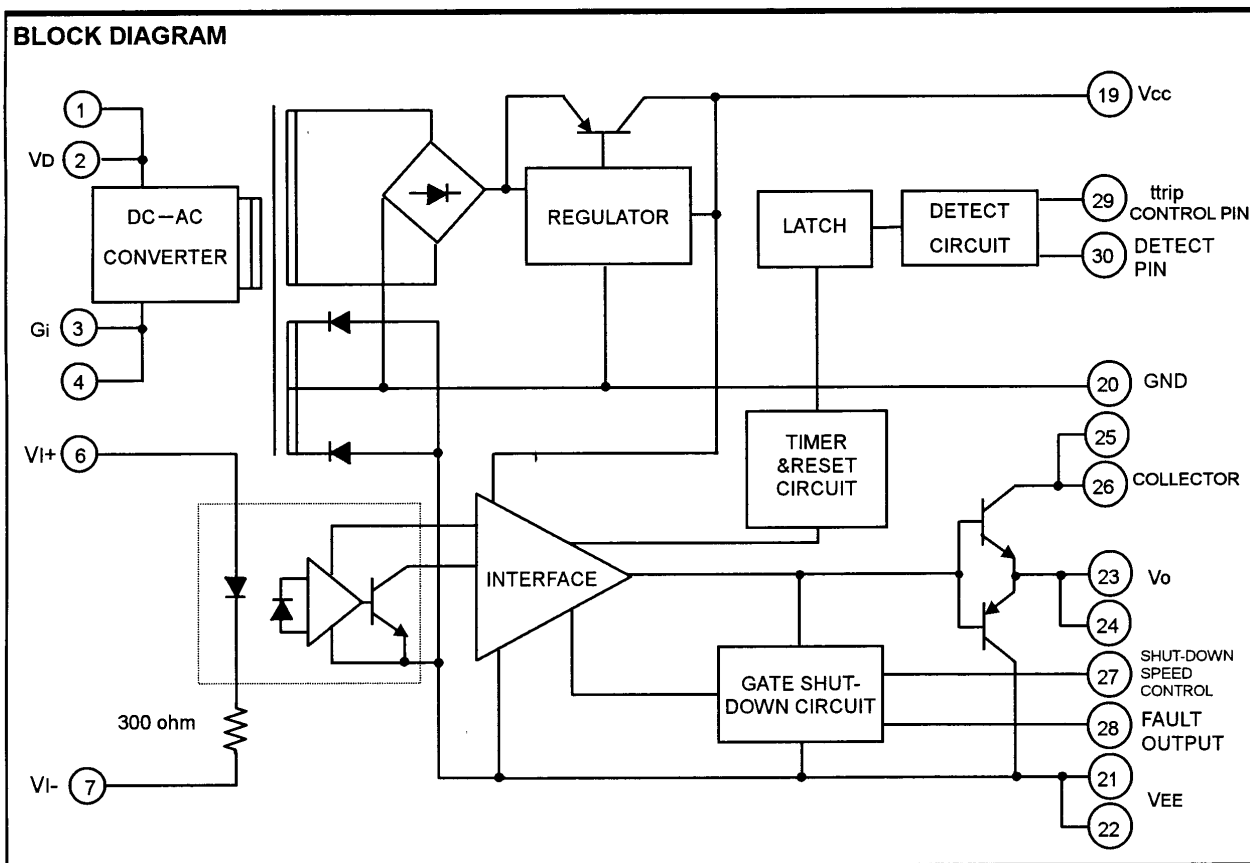 BLOCK DIAGRAM
1
VD 2
DC-AC
CONVERTER
Gi 3
4
VI+ 6
300 ohm
VI- 7
REGULATOR
LATCH
DETECT
CIRCUIT
TIMER
&RESET
CIRCUIT
INTERFACE
GATE SHUT-
DOWN CIRCUIT
19 Vcc
29 ttrip
CONTROL PIN
30 DETECT
PIN
20 GND
25
26 COLLECTOR
23 Vo
24
27 SHUT-DOWN
SPEED
CONTROL
28 FAULT
OUTPUT
21
VEE
22